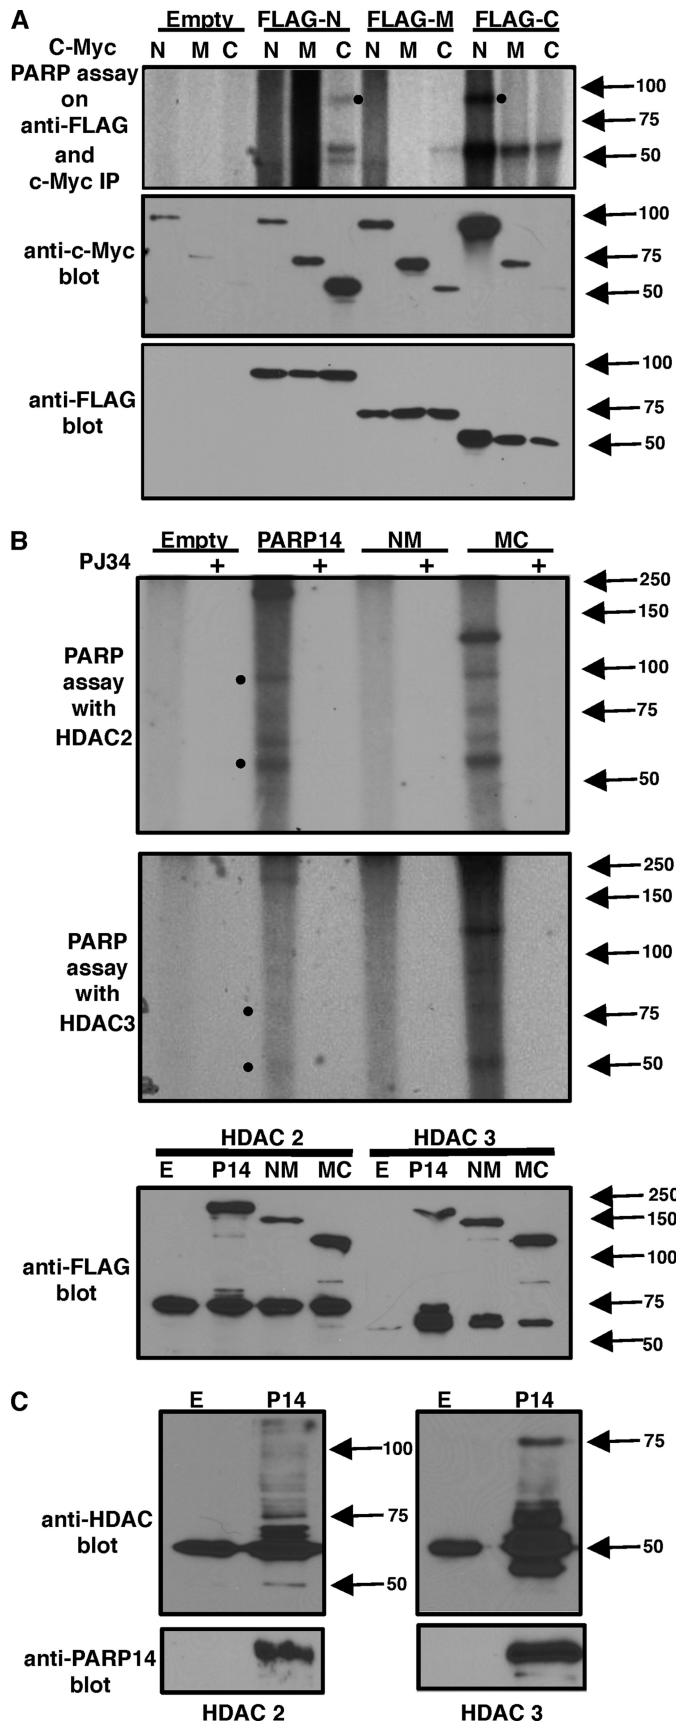 A
Empty FLAG-N FLAG-M FLAG-C
C-Myc N M C N M C N M C N M C
PARP assay
on
anti-FLAG
and
c-Myc IP
100
75
50
anti-c-Myc
blot
100
75
50
anti-FLAG
blot
100
75
50
B
Empty PARP14 NM MC
PJ34 + + + +
PARP
assay
with
HDAC2
250
150
100
75
50
PARP
assay
with
HDAC3
250
150
100
75
50
HDAC 2 HDAC 3
E P14 NM MC E P14 NM MC
anti-FLAG
blot
250
150
100
75
50
C
E P14 E P14
anti-HDAC
blot
100
75
50
75
50
anti-PARP14
blot
HDAC 2 HDAC 3